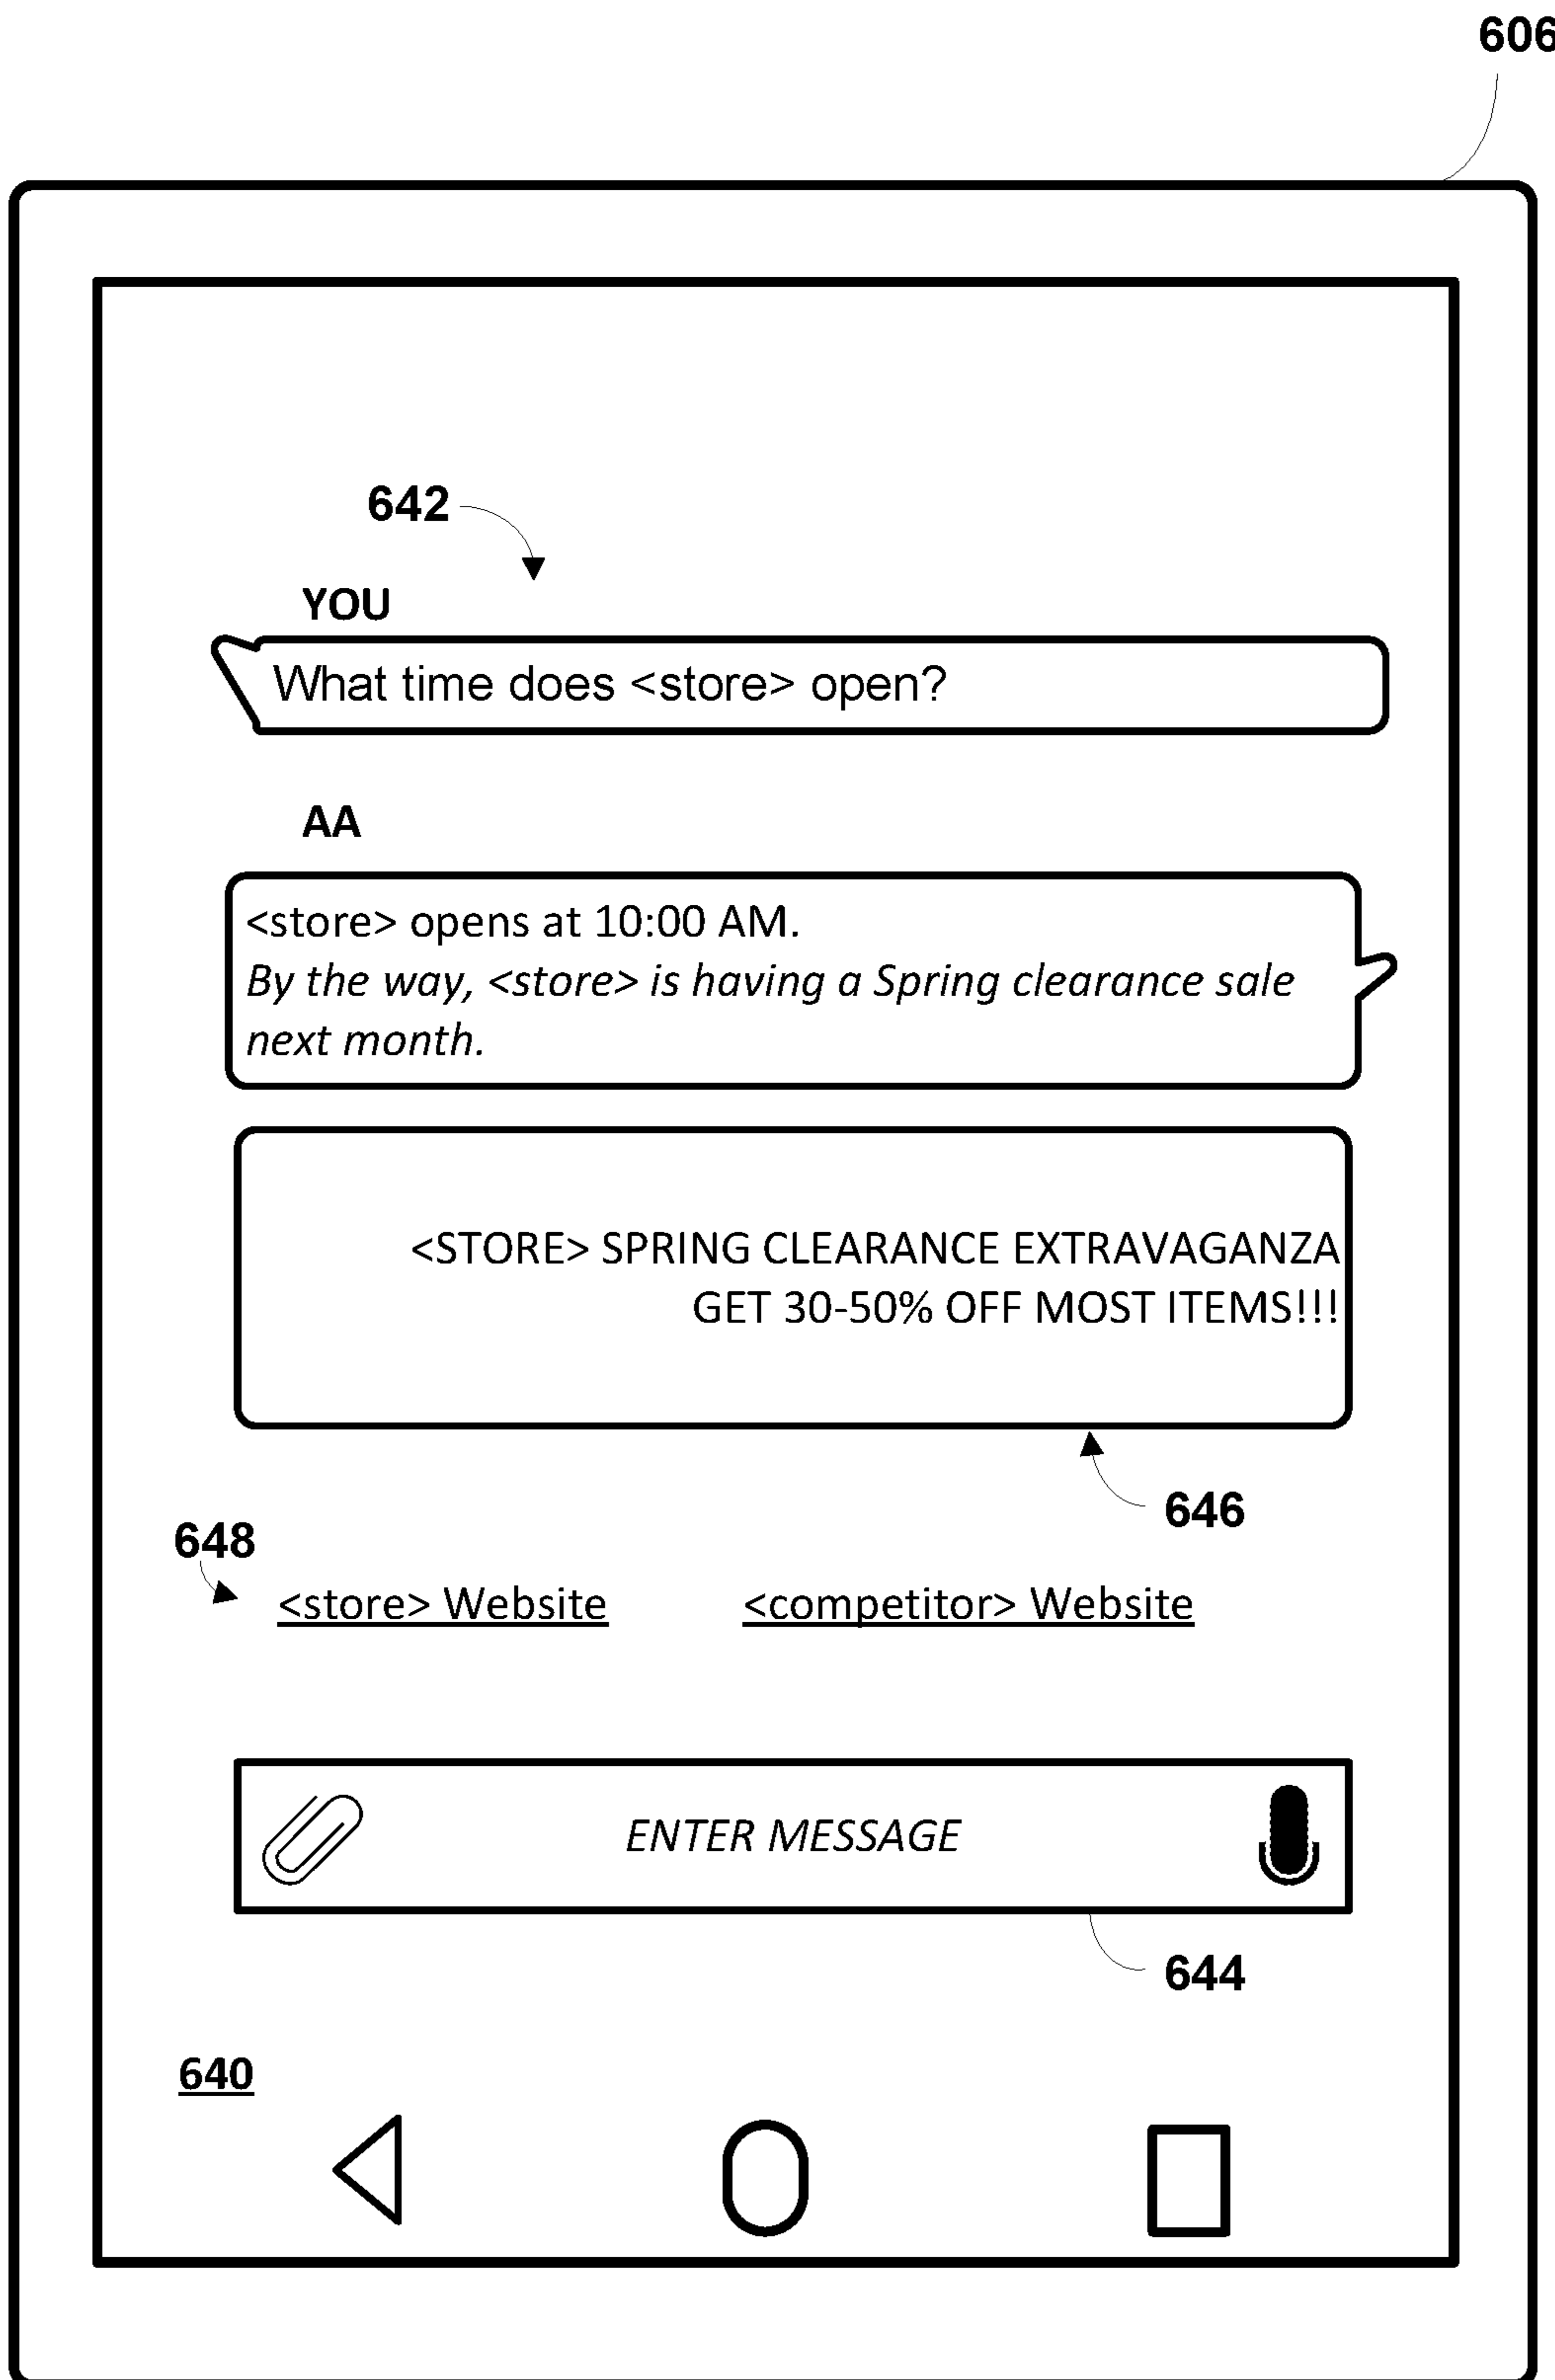 606
642
YOU
What time does <store> open?
AA
<store> opens at 10:00 AM.
By the way, <store> is having a Spring clearance sale
next month.
<STORE> SPRING CLEARANCE EXTRAVAGANZA
GET 30-50% OFF MOST ITEMS!!!
646
648
<store> Website <competitor> Website
ENTER MESSAGE
644
640